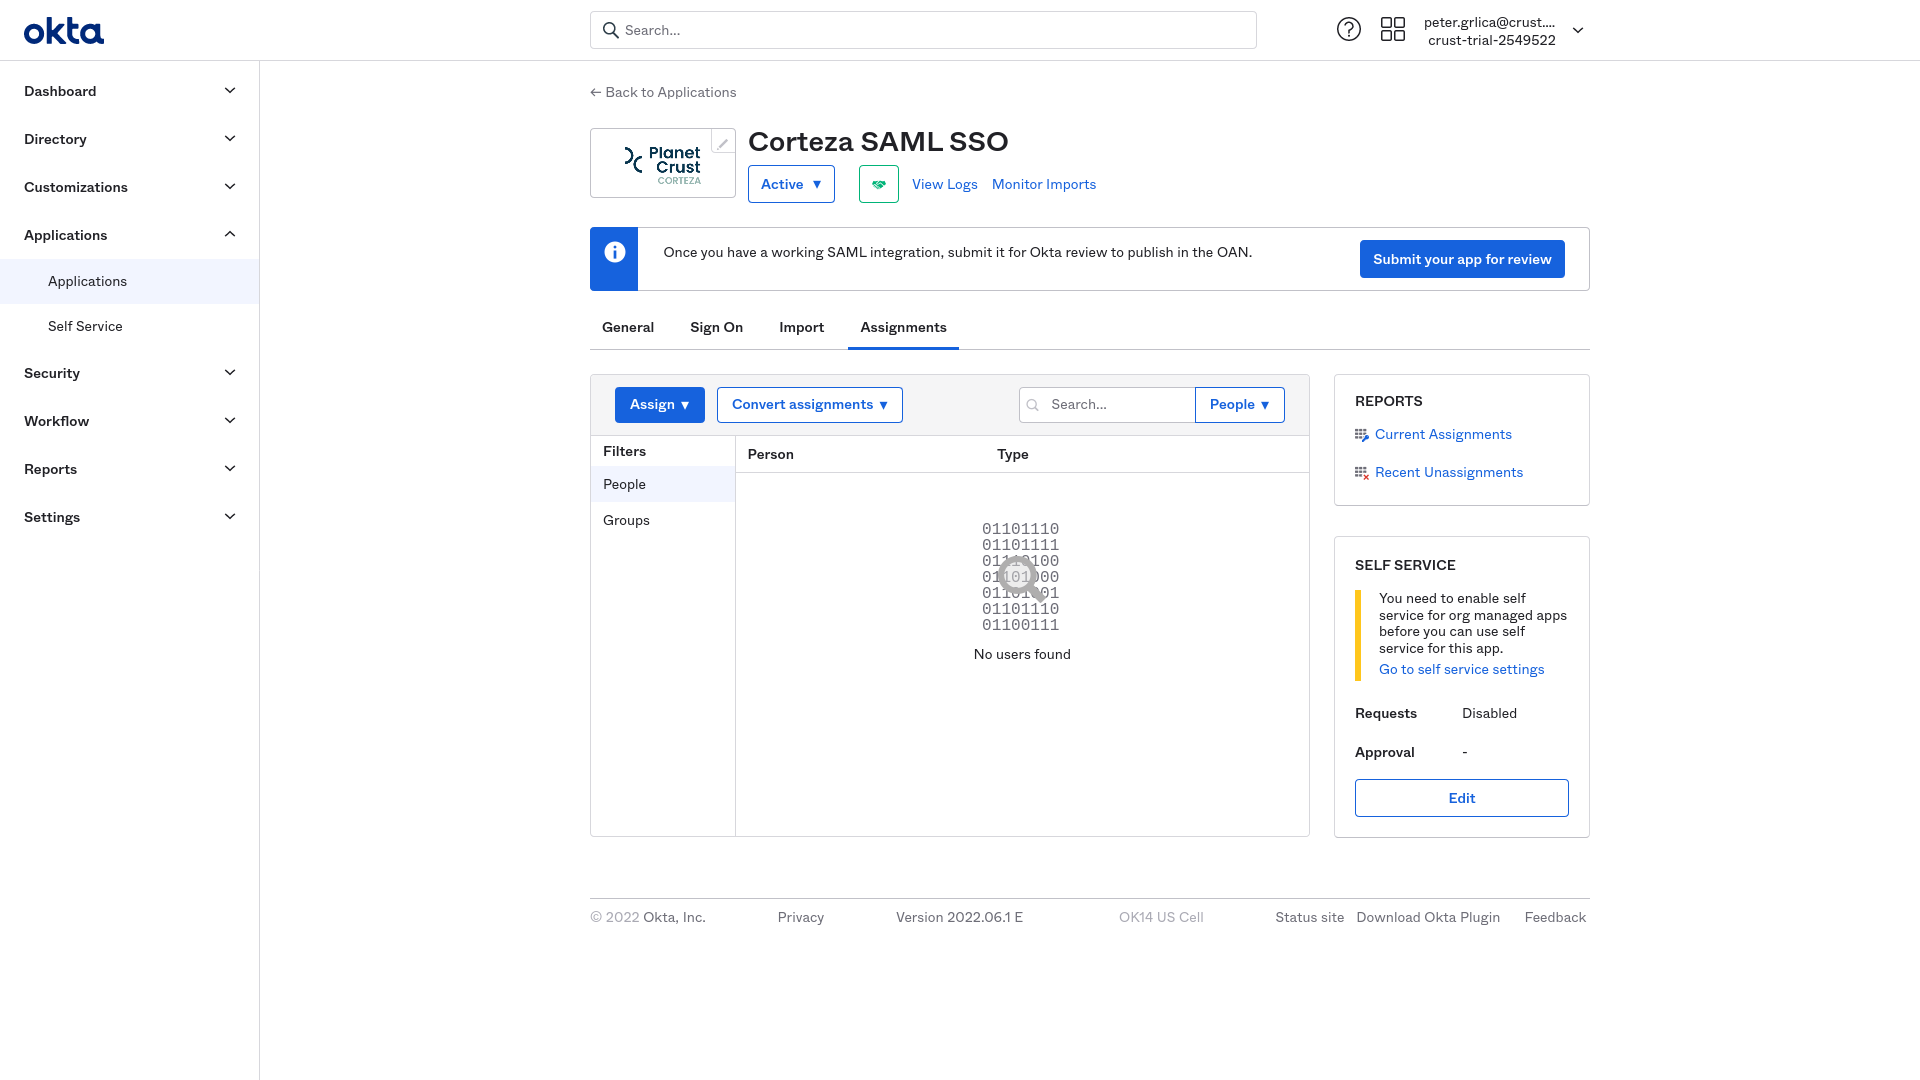 okta
Search...
peter.grlica@crust....
crust-trial-2549522
Dashboard
Directory
Customizations
Applications
Applications
Self Service
Security
Workflow
Reports
Settings
← Back to Applications
Planet
Crust
CORTEZA
Corteza SAML SSO
Active ▼
View Logs
Monitor Imports
Once you have a working SAML integration, submit it for Okta review to publish in the OAN.
Submit your app for review
General
Sign On
Import
Assignments
Assign ▼
Convert assignments ▼
Search...
People ▼
Filters
People
Groups
Person
Type
01101110
01101111
01110100
01101000
01101001
01101110
01100111
No users found
REPORTS
Current Assignments
Recent Unassignments
SELF SERVICE
You need to enable self
service for org managed apps
before you can use self
service for this app.
Go to self service settings
Requests Disabled
Approval -
Edit
© 2022 Okta, Inc.
Privacy
Version 2022.06.1 E
OK14 US Cell
Status site
Download Okta Plugin
Feedback